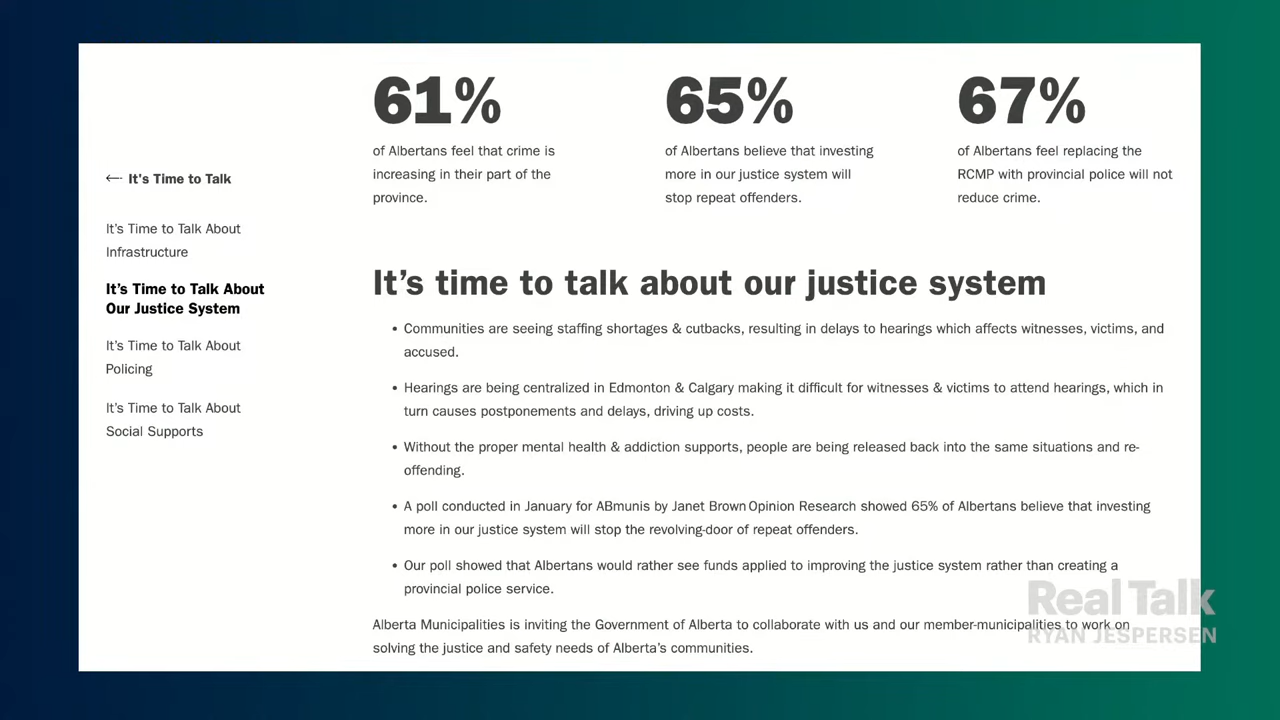 61%
65%
67%
of Albertans feel that crime is
increasing in their part of the
province.
of Albertans believe that investing
more in our justice system will
stop repeat offenders.
of Albertans feel replacing the
RCMP with provincial police will not
reduce crime.
← It's Time to Talk
It's Time to Talk About
Infrastructure
It's Time to Talk About
Our Justice System
It's Time to Talk About
Policing
It's Time to Talk About
Social Supports
It's time to talk about our justice system
• Communities are seeing staffing shortages & cutbacks, resulting in delays to hearings which affects witnesses, victims, and
accused.
• Hearings are being centralized in Edmonton & Calgary making it difficult for witnesses & victims to attend hearings, which in
turn causes postponements and delays, driving up costs.
• Without the proper mental health & addiction supports, people are being released back into the same situations and re-
offending.
• A poll conducted in January for ABmunis by Janet Brown Opinion Research showed 65% of Albertans believe that investing
more in our justice system will stop the revolving-door of repeat offenders.
• Our poll showed that Albertans would rather see funds applied to improving the justice system rather than creating a
provincial police service.
Alberta Municipalities is inviting the Government of Alberta to collaborate with us and our member-municipalities to work on
solving the justice and safety needs of Alberta's communities.
Real Talk
RYAN JESPERSEN